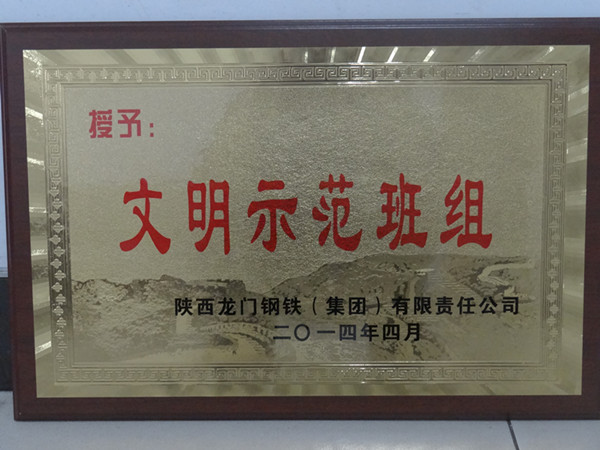 授予：
文明示范班组
陕西龙门钢铁（集团）有限责任公司
二〇一四年四月